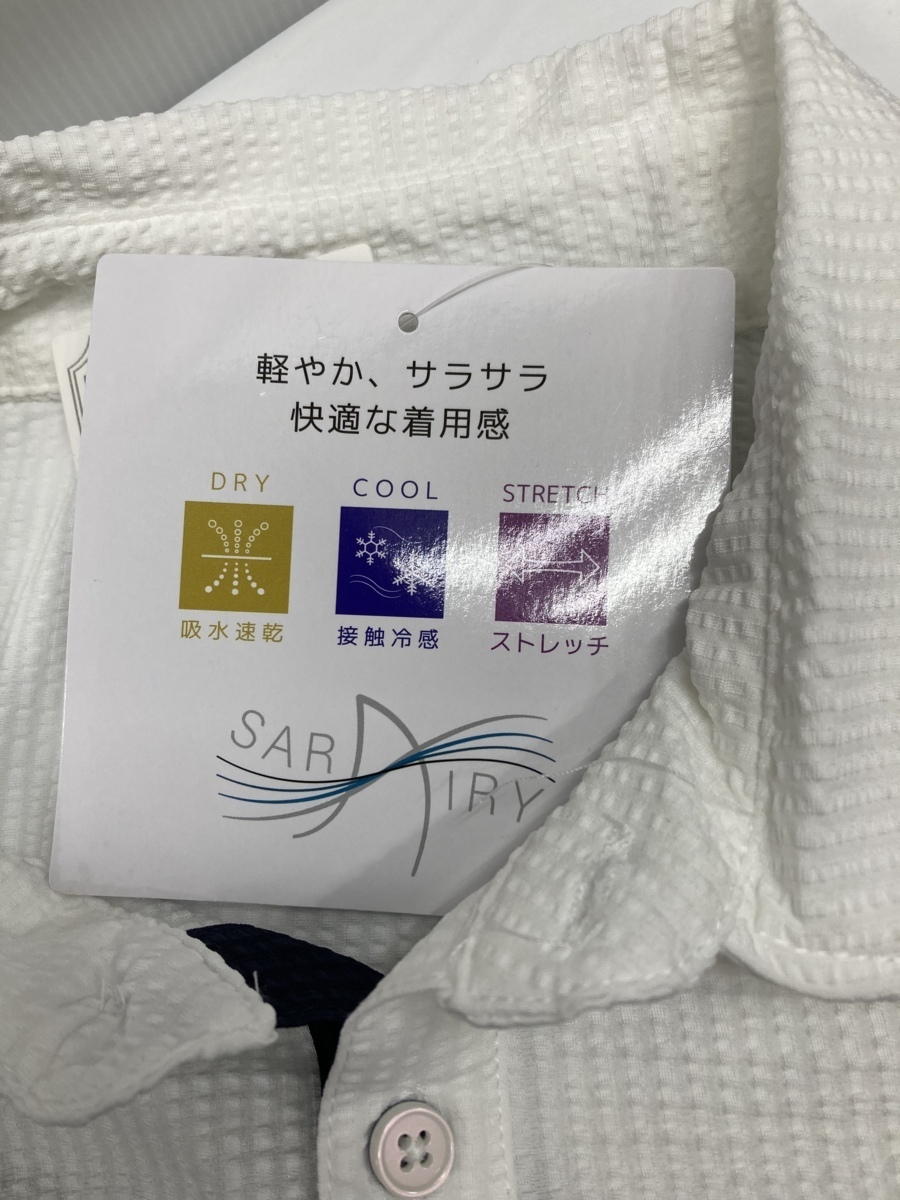 軽やか、サラサラ
快適な着用感
DRY
COOL
STRETCH
吸水速乾
接触冷感
ストレッチ
SARAIRY